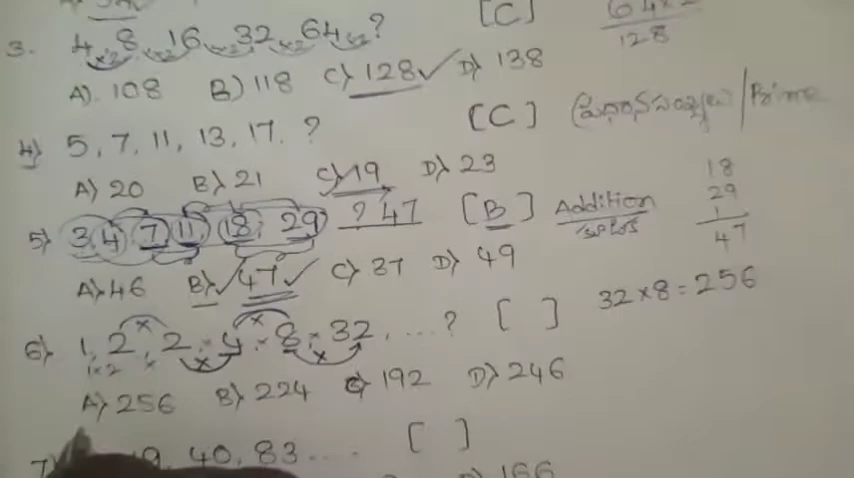 3. 4, 8, 16, 32, 64, ? [C]
128
A) 108 B) 118 C) 128 ✓ D) 138
4) 5, 7, 11, 13, 17, ? [C] /Prime
A) 20 B) 21 C) 19 D) 23
18
29
1
47
5) 3, 4, 7, 11, 18, 29, ? 47 [B] Addition
A) 46 B) 47 ✓ C) 37 D) 49
6) 1, 2, 2, 4, 8, 32, ...? [ ] 32 × 8 = 256
A) 256 B) 224 C) 192 D) 246
7) 40, 83 .... [ ]
166